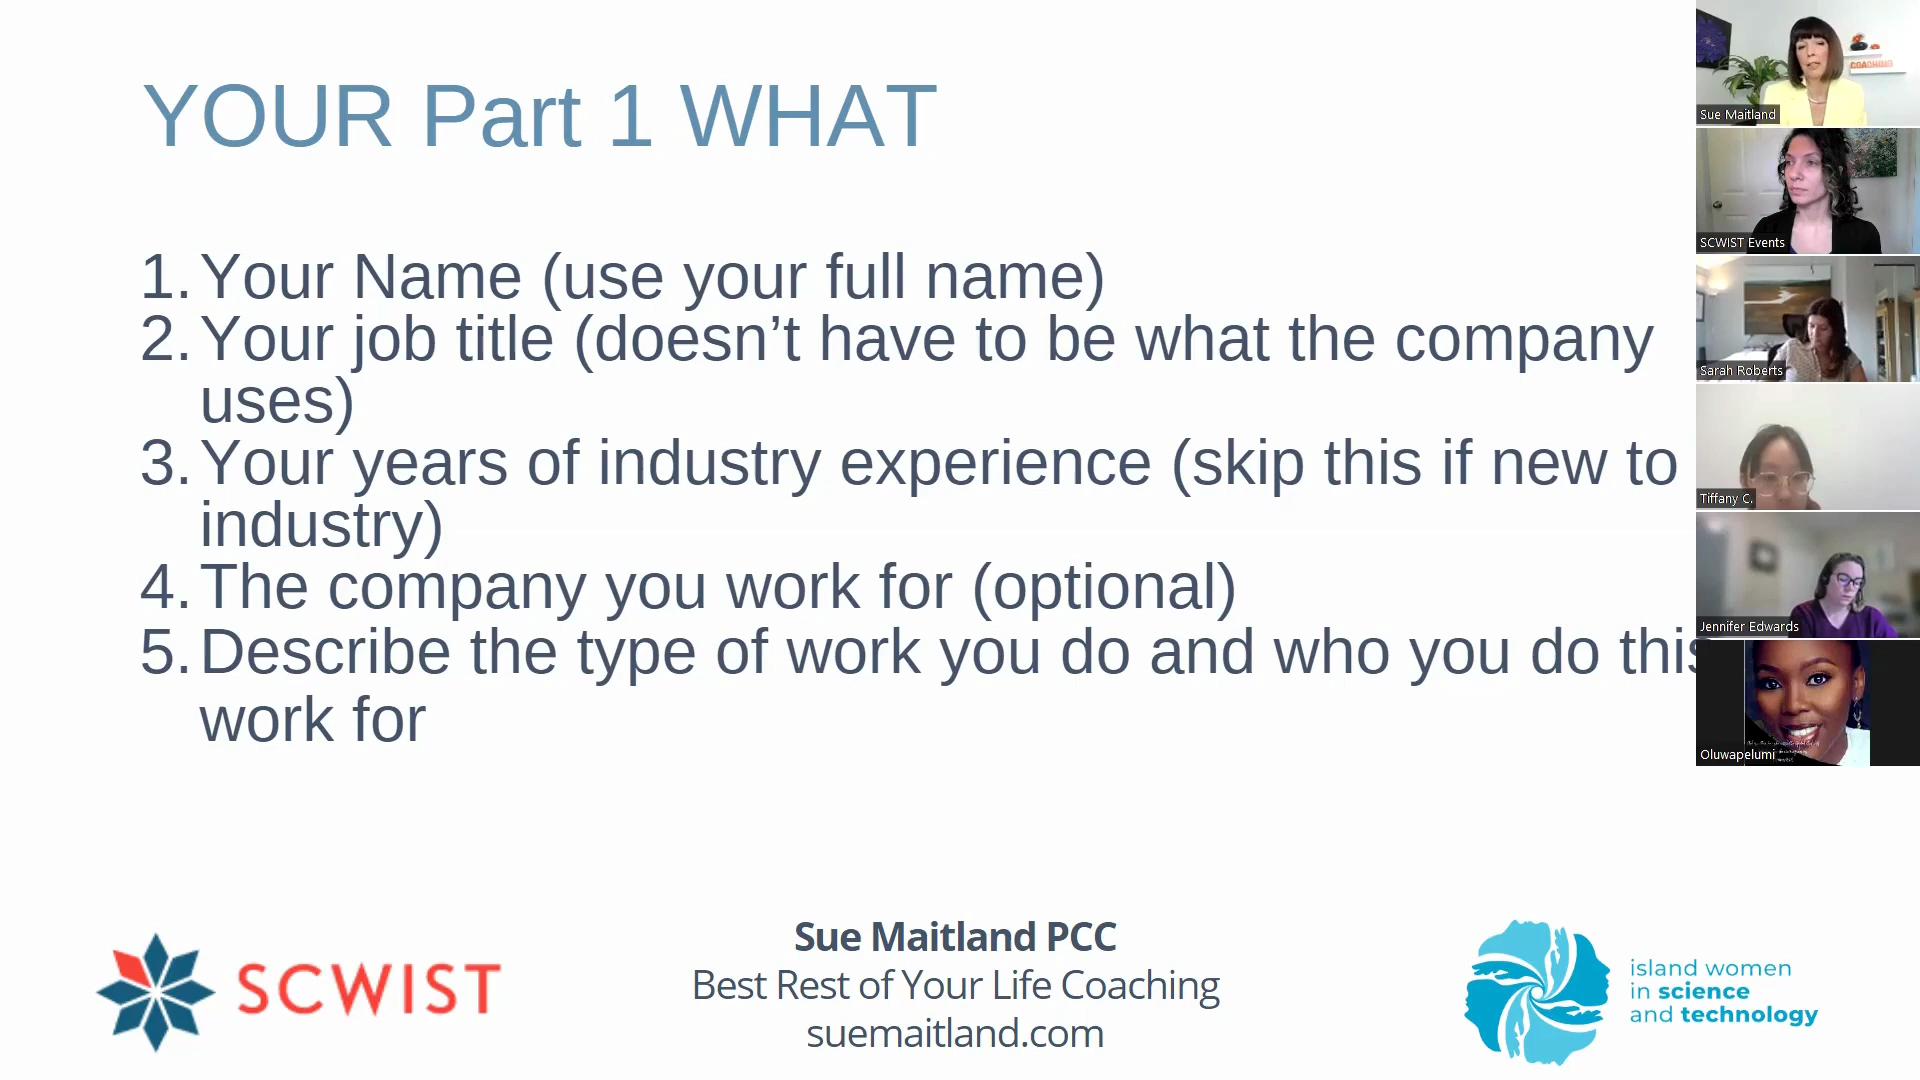 YOUR Part 1 WHAT
1. Your Name (use your full name)
2. Your job title (doesn’t have to be what the company
uses)
3. Your years of industry experience (skip this if new to
industry)
4. The company you work for (optional)
5. Describe the type of work you do and who you do this
work for
SCWIST
Sue Maitland PCC
Best Rest of Your Life Coaching
suemaitland.com
island women
in science
and technology
COACHING
Sue Maitland
SCWIST Events
Sarah Roberts
Tiffany C.
Jennifer Edwards
Oluwapelumi